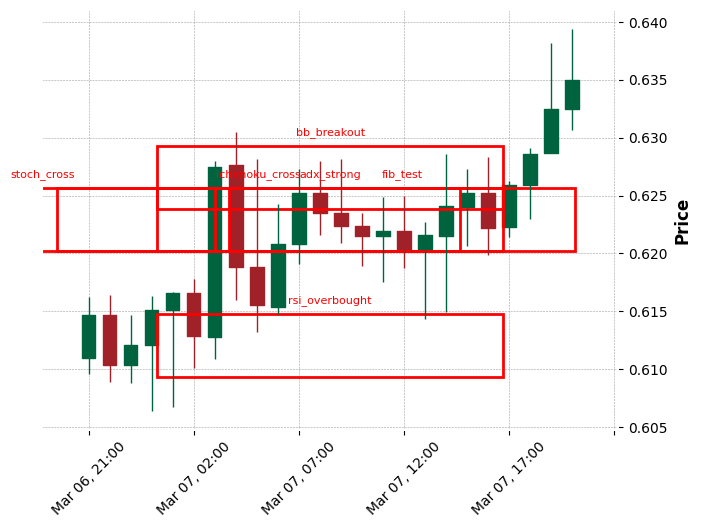 0.640
0.635
bb_breakout
0.630
stoch_cross
adx_strong
fib_test
0.625
Price
0.620
rsi_overbought
0.615
0.610
0.605
Mar 06, 21:00
Mar 07, 02:00
Mar 07, 07:00
Mar 07, 12:00
Mar 07, 17:00